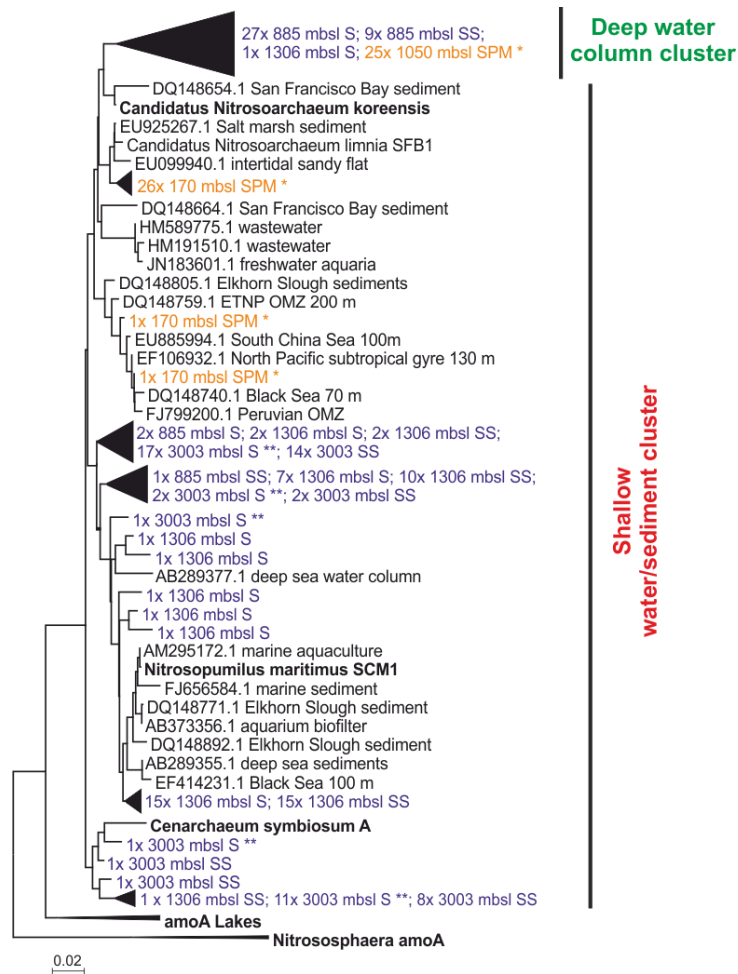 27x 885 mbsl S; 9x 885 mbsl SS;
1x 1306 mbsl S; 25x 1050 mbsl SPM *
Deep water
column cluster
DQ148654.1 San Francisco Bay sediment
Candidatus Nitrosoarchaeum koreensis
EU925267.1 Salt marsh sediment
Candidatus Nitrosoarchaeum limnia SFB1
EU099940.1 intertidal sandy flat
26x 170 mbsl SPM *
DQ148664.1 San Francisco Bay sediment
HM589775.1 wastewater
HM191510.1 wastewater
JN183601.1 freshwater aquaria
DQ148805.1 Elkhorn Slough sediments
DQ148759.1 ETNP OMZ 200 m
1x 170 mbsl SPM *
EU885994.1 South China Sea 100m
EF106932.1 North Pacific subtropical gyre 130 m
1x 170 mbsl SPM *
DQ148740.1 Black Sea 70 m
FJ799200.1 Peruvian OMZ
2x 885 mbsl S; 2x 1306 mbsl S; 2x 1306 mbsl SS;
17x 3003 mbsl S **; 14x 3003 SS
1x 885 mbsl SS; 7x 1306 mbsl S; 10x 1306 mbsl SS;
2x 3003 mbsl S **; 2x 3003 mbsl SS
1x 3003 mbsl S **
1x 1306 mbsl S
1x 1306 mbsl S
AB289377.1 deep sea water column
1x 1306 mbsl S
1x 1306 mbsl S
1x 1306 mbsl S
AM295172.1 marine aquaculture
Nitrosopumilus maritimus SCM1
FJ656584.1 marine sediment
DQ148771.1 Elkhorn Slough sediment
AB373356.1 aquarium biofilter
DQ148892.1 Elkhorn Slough sediment
AB289355.1 deep sea sediments
EF414231.1 Black Sea 100 m
15x 1306 mbsl S; 15x 1306 mbsl SS
Cenarchaeum symbiosum A
1x 3003 mbsl S **
1x 3003 mbsl SS
1x 3003 mbsl SS
1 x 1306 mbsl SS; 11x 3003 mbsl S **; 8x 3003 mbsl SS
Shallow
water/sediment cluster
amoA Lakes
Nitrososphaera amoA
0.02